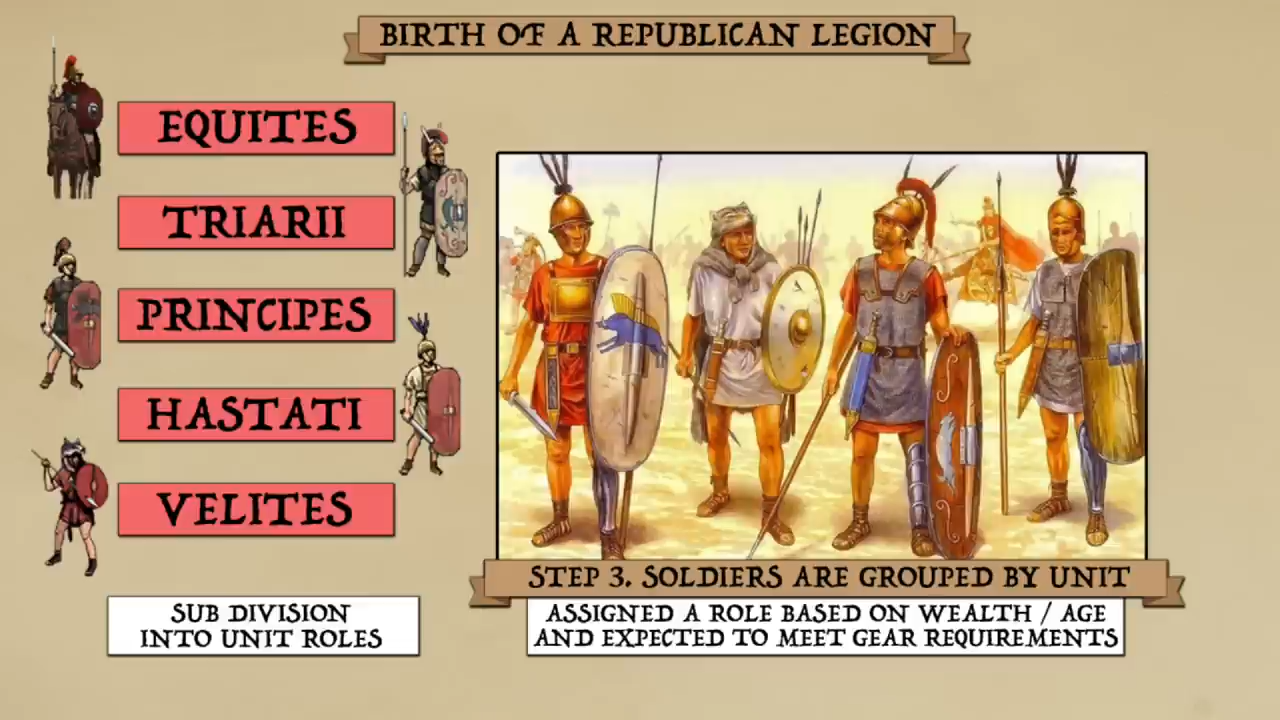 BIRTH OF A REPUBLICAN LEGION
EQUITES
TRIARII
PRINCIPES
HASTATI
VELITES
SUB DIVISION
INTO UNIT ROLES
STEP 3. SOLDIERS ARE GROUPED BY UNIT
ASSIGNED A ROLE BASED ON WEALTH / AGE
AND EXPECTED TO MEET GEAR REQUIREMENTS